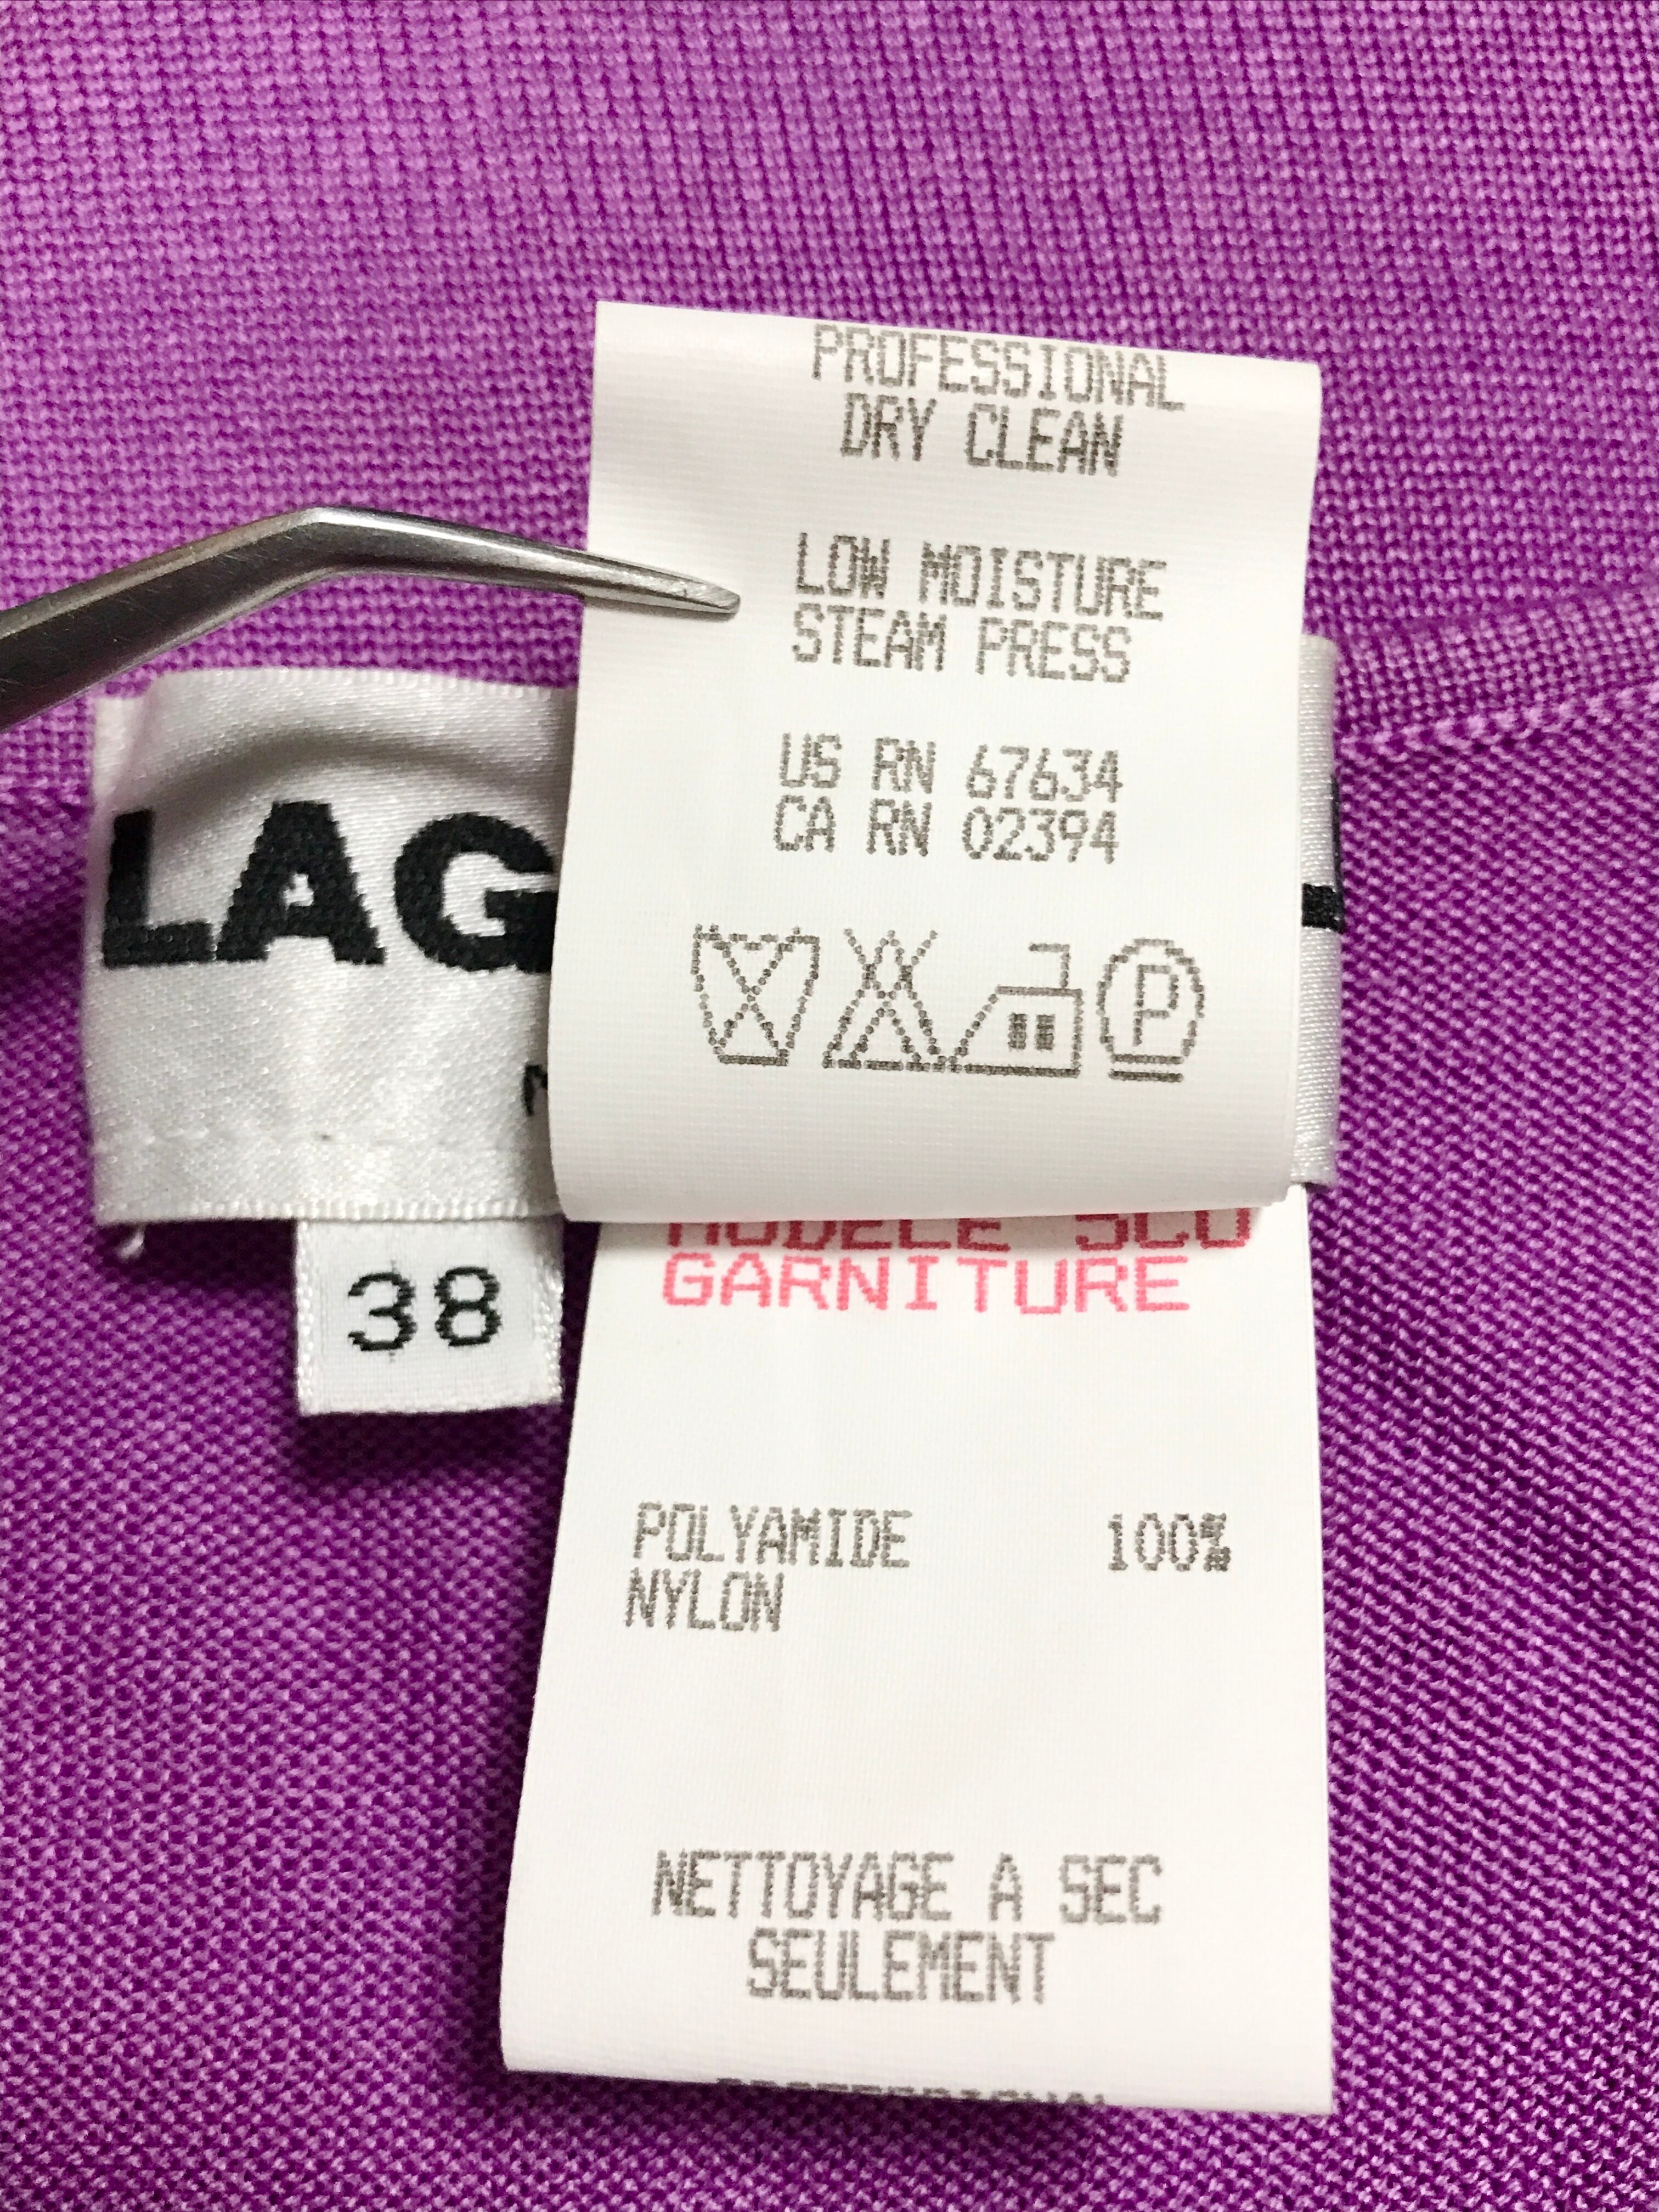 PROFESSIONAL
DRY CLEAN
LOW MOISTURE
STEAM PRESS
US RN 67634
CA RN 02394
P
LAG
38
MODELE
GARNITURE
POLYAMIDE 100%
NYLON
NETTOYAGE A SEC
SEULEMENT